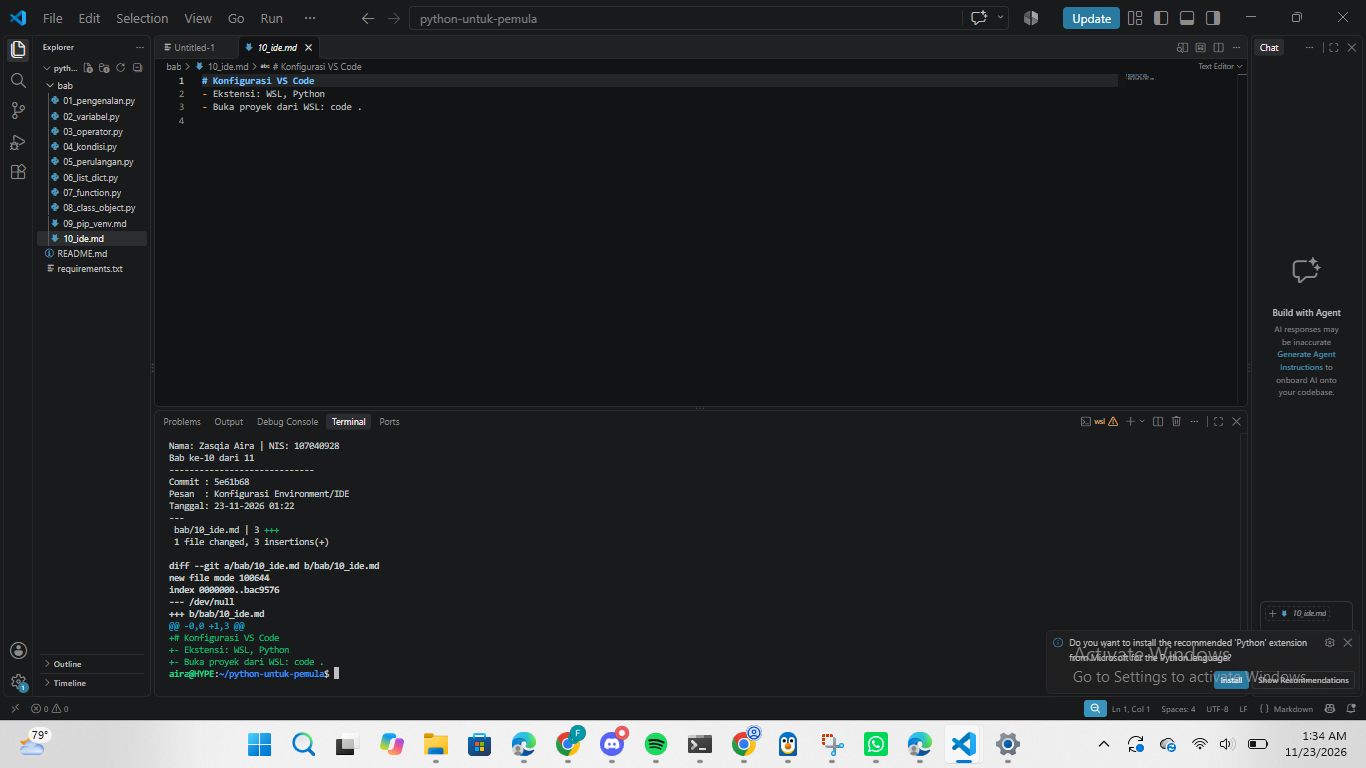 File Edit Selection View Go Run ··· python-untuk-pemula Update
Explorer ···
pyth...
bab
01_pengenalan.py
02_variabel.py
03_operator.py
04_kondisi.py
05_perulangan.py
06_list_dict.py
07_function.py
08_class_object.py
09_pip_venv.md
10_ide.md
README.md
requirements.txt
Outline
Timeline
Untitled-1 10_ide.md
bab > 10_ide.md > # Konfigurasi VS Code Text Editor
1 # Konfigurasi VS Code
2 - Ekstensi: WSL, Python
3 - Buka proyek dari WSL: code .
4
Problems Output Debug Console Terminal Ports wsl
Nama: Zasqia Aira | NIS: 107040928
Bab ke-10 dari 11
-----------------------------
Commit : 5e61b68
Pesan  : Konfigurasi Environment/IDE
Tanggal: 23-11-2026 01:22
---
bab/10_ide.md | 3 +++
1 file changed, 3 insertions(+)
diff --git a/bab/10_ide.md b/bab/10_ide.md
new file mode 100644
index 0000000..bac9576
--- /dev/null
+++ b/bab/10_ide.md
@@ -0,0 +1,3 @@
+# Konfigurasi VS Code
+- Ekstensi: WSL, Python
+- Buka proyek dari WSL: code .
aira@HYPE:~/python-untuk-pemula$
Chat ···
Build with Agent
AI responses may
be inaccurate
Generate Agent
Instructions to
onboard AI onto
your codebase.
10_ide.md
Do you want to install the recommended 'Python' extension
from Microsoft for the Python language?
Install Show Recommendations
Activate Windows
Go to Settings to activate Windows.
1
0 0 Ln 1, Col 1 Spaces: 4 UTF-8 LF { } Markdown
79° F 1:34 AM
11/23/2026